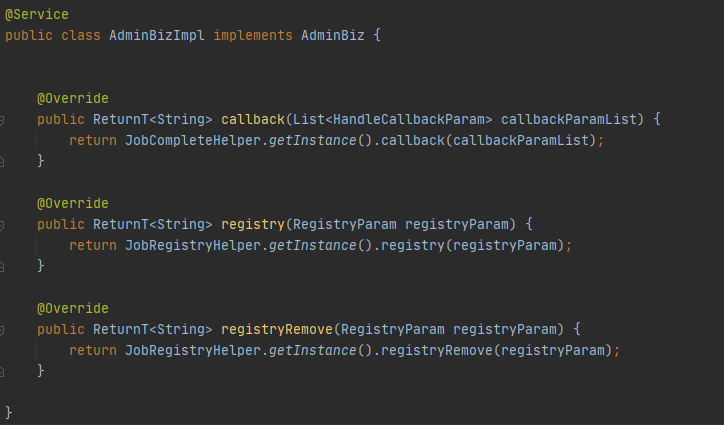 @Service
public class AdminBizImpl implements AdminBiz {
@Override
public ReturnT<String> callback(List<HandleCallbackParam> callbackParamList) {
return JobCompleteHelper.getInstance().callback(callbackParamList);
}
@Override
public ReturnT<String> registry(RegistryParam registryParam) {
return JobRegistryHelper.getInstance().registry(registryParam);
}
@Override
public ReturnT<String> registryRemove(RegistryParam registryParam) {
return JobRegistryHelper.getInstance().registryRemove(registryParam);
}
}